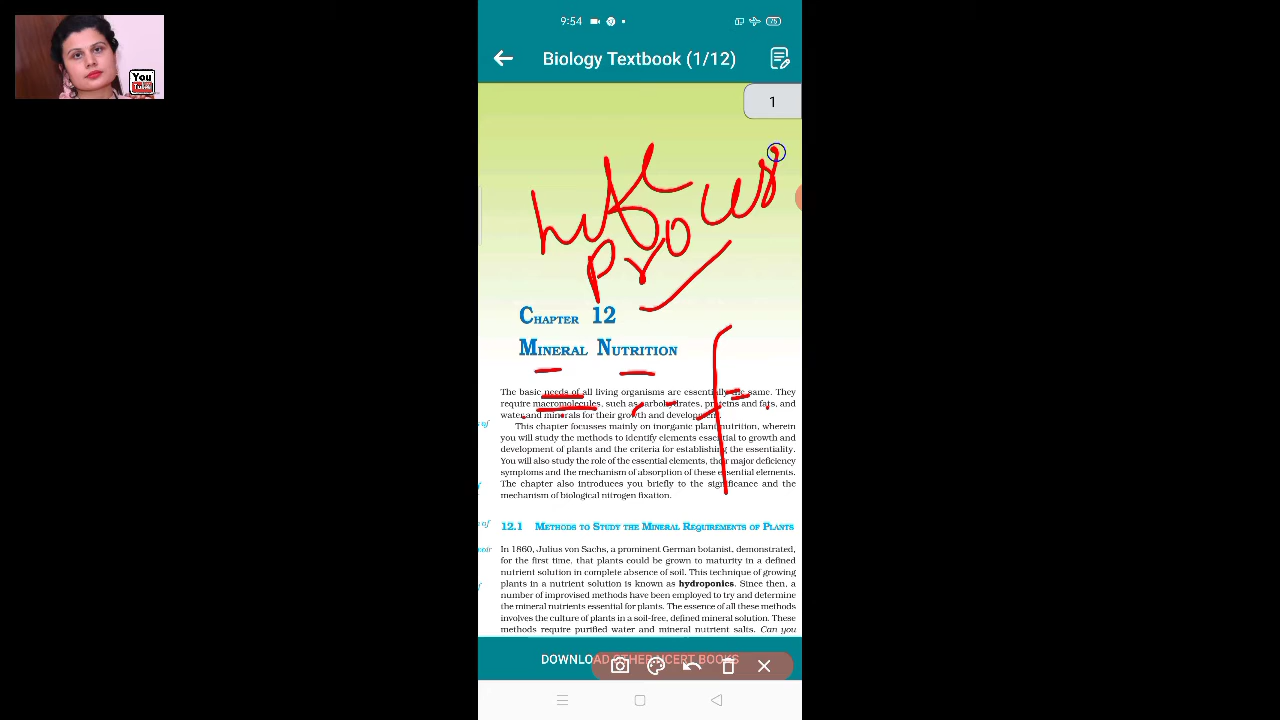 9:54
76
Biology Textbook (1/12)
You
Tube
1
Life
Process
CHAPTER 12
MINERAL NUTRITION
The basic needs of all living organisms are essentially the same. They
require macromolecules, such as carbohydrates, proteins and fats, and
water and minerals for their growth and development.
This chapter focusses mainly on inorganic plant nutrition, wherein
you will study the methods to identify elements essential to growth and
development of plants and the criteria for establishing the essentiality.
You will also study the role of the essential elements, their major deficiency
symptoms and the mechanism of absorption of these essential elements.
The chapter also introduces you briefly to the significance and the
mechanism of biological nitrogen fixation.
12.1 METHODS TO STUDY THE MINERAL REQUIREMENTS OF PLANTS
In 1860, Julius von Sachs, a prominent German botanist, demonstrated,
for the first time, that plants could be grown to maturity in a defined
nutrient solution in complete absence of soil. This technique of growing
plants in a nutrient solution is known as hydroponics. Since then, a
number of improvised methods have been employed to try and determine
the mineral nutrients essential for plants. The essence of all these methods
involves the culture of plants in a soil-free, defined mineral solution. These
methods require purified water and mineral nutrient salts. Can you
DOWNLOAD OTHER NCERT BOOKS